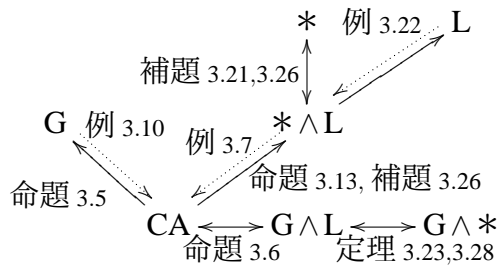 * 例 3.22 L
補題 3.21,3.26
G 例 3.10 例 3.7 * ∧ L
命題 3.5 命題 3.13, 補題 3.26
CA G ∧ L G ∧ *
命題 3.6 定理 3.23,3.28